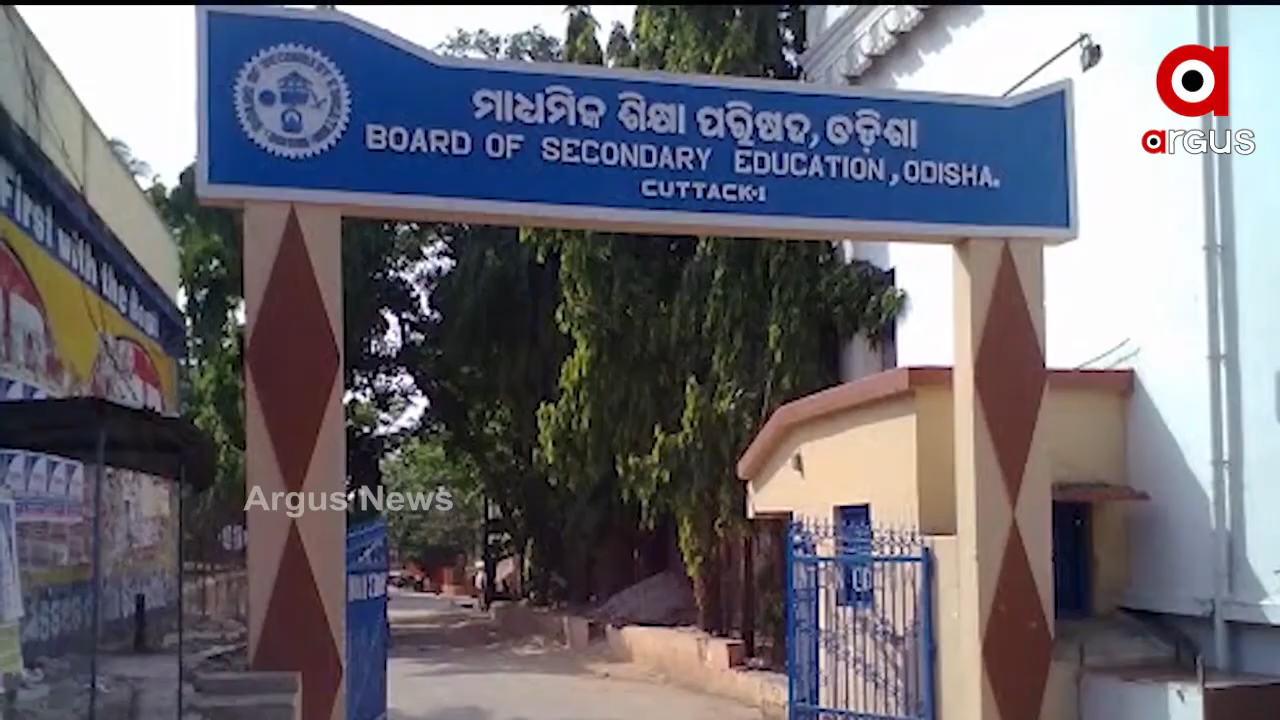 ମାଧ୍ୟମିକ ଶିକ୍ଷା ପରିଷଦ, ଓଡ଼ିଶା
BOARD OF SECONDARY EDUCATION, ODISHA.
CUTTACK-1
argus
First with the
Argus News